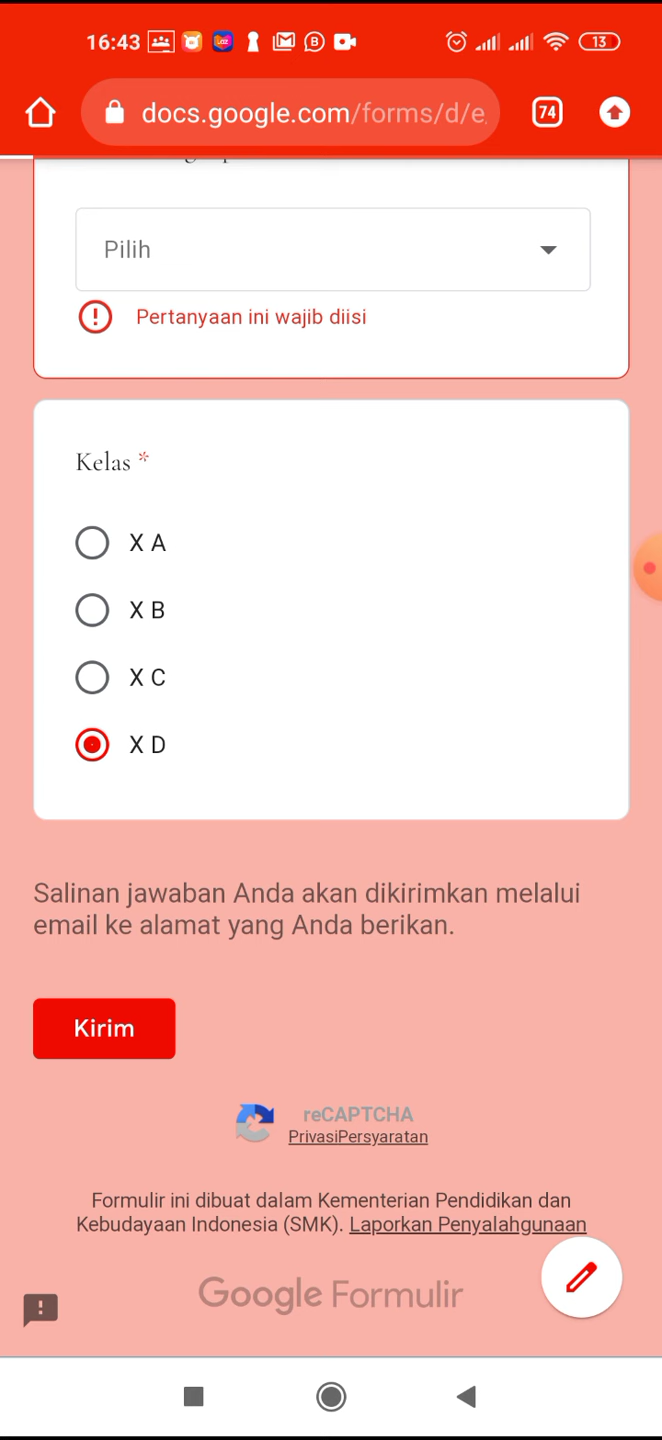 16:43
13
docs.google.com/forms/d/e
74
Pilih
Pertanyaan ini wajib diisi
Kelas *
X A
X B
X C
X D
Salinan jawaban Anda akan dikirimkan melalui
email ke alamat yang Anda berikan.
Kirim
reCAPTCHA
PrivasiPersyaratan
Formulir ini dibuat dalam Kementerian Pendidikan dan
Kebudayaan Indonesia (SMK). Laporkan Penyalahgunaan
Google Formulir